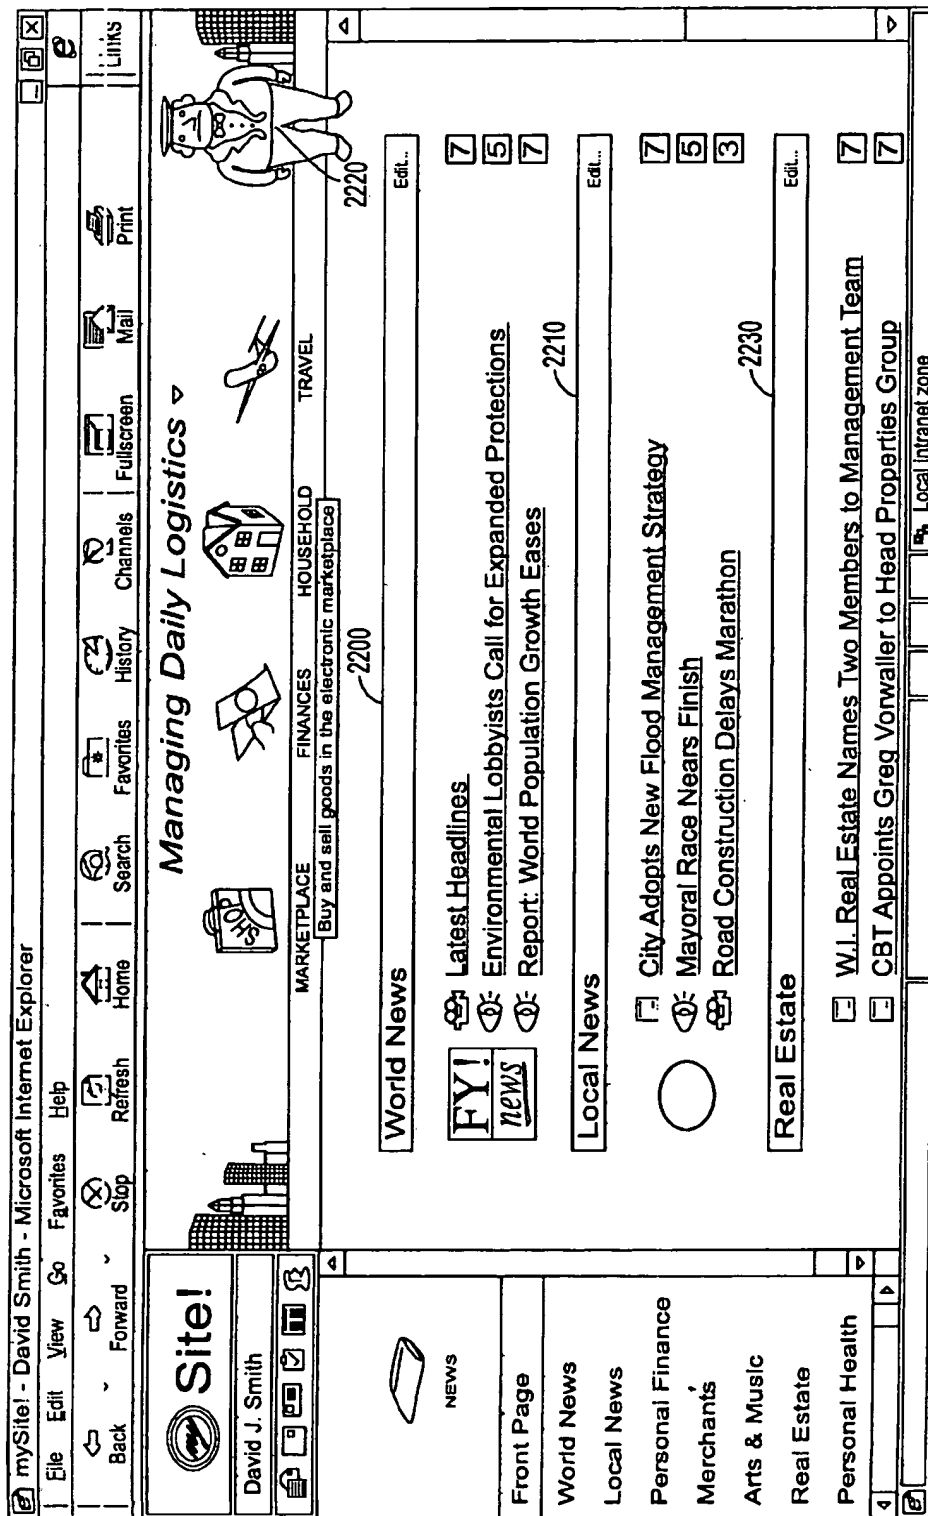 mySite! - David Smith - Microsoft Internet Explorer
File Edit View Go Favorites Help
Back Forward Stop Refresh Home Search Favorites History Channels Fullscreen Mail Print
Links
my Site!
David J. Smith
Managing Daily Logistics
SHOP
MARKETPLACE FINANCES HOUSEHOLD TRAVEL
Buy and sell goods in the electronic marketplace
2220
2200
NEWS
Front Page
World News
Local News
Personal Finance
Merchants'
Arts & Music
Real Estate
Personal Health
World News Edit...
FY!
news
Latest Headlines 7
Environmental Lobbyists Call for Expanded Protections 5
Report: World Population Growth Eases 7
2210
Local News Edit...
City Adopts New Flood Management Strategy 7
Mayoral Race Nears Finish 5
Road Construction Delays Marathon 3
2230
Real Estate Edit...
W.I. Real Estate Names Two Members to Management Team 7
CBT Appoints Greg Vorwaller to Head Properties Group 7
Local intranet zone